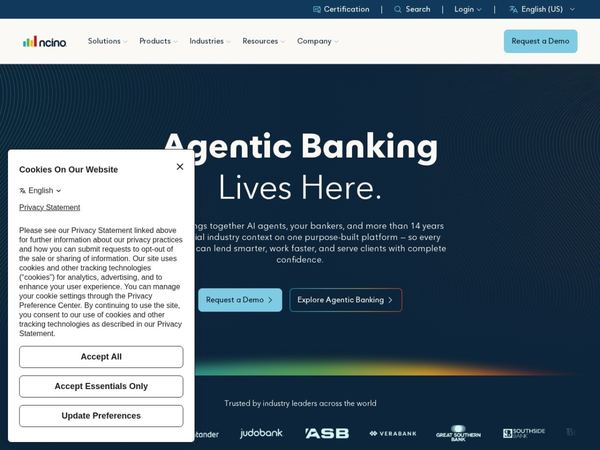 Certification | Search | Login | English (US)
ncino. Solutions Products Industries Resources Company Request a Demo
Agentic Banking
Lives Here.
together AI agents, your bankers, and more than 14 years
industry context on one purpose-built platform – so every
can lend smarter, work faster, and serve clients with complete
confidence.
Request a Demo Explore Agentic Banking
Trusted by industry leaders across the world
judobank ASB VERABANK GREAT SOUTHERN BANK SOUTHSIDE BANK
Cookies On Our Website
English
Privacy Statement
Please see our Privacy Statement linked above
for further information about our privacy practices
and how you can submit requests to opt-out of
the sale or sharing of information. Our site uses
cookies and other tracking technologies
("cookies") for analytics, advertising, and to
enhance your user experience. You can manage
your cookie settings through the Privacy
Preference Center. By continuing to use the site,
you consent to our use of cookies and other
tracking technologies as described in our Privacy
Statement.
Accept All
Accept Essentials Only
Update Preferences